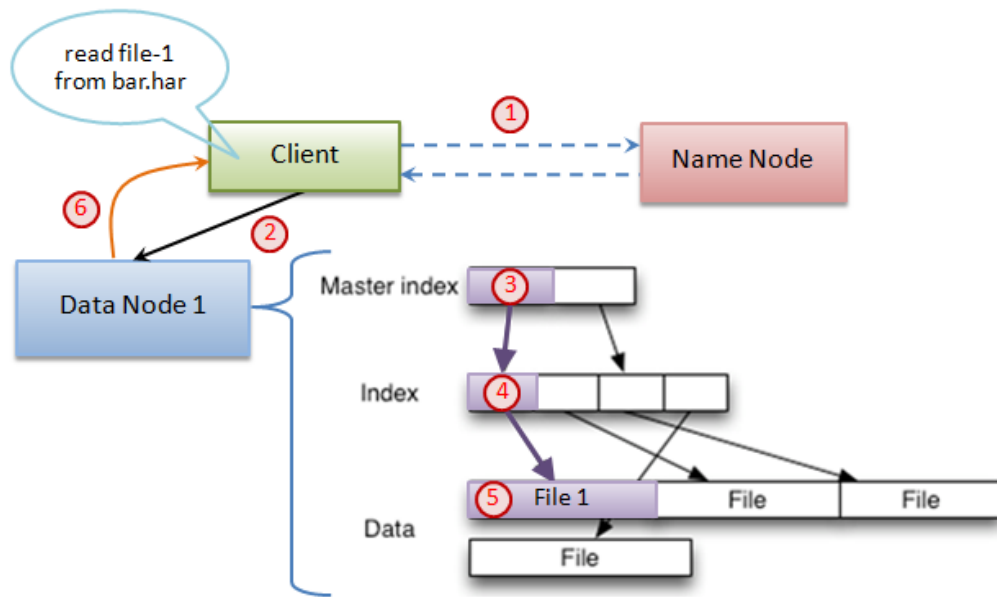 read file-1
from bar.har
1
Client
Name Node
6
2
Data Node 1
Master index
3
Index
4
5
File 1
File
File
Data
File